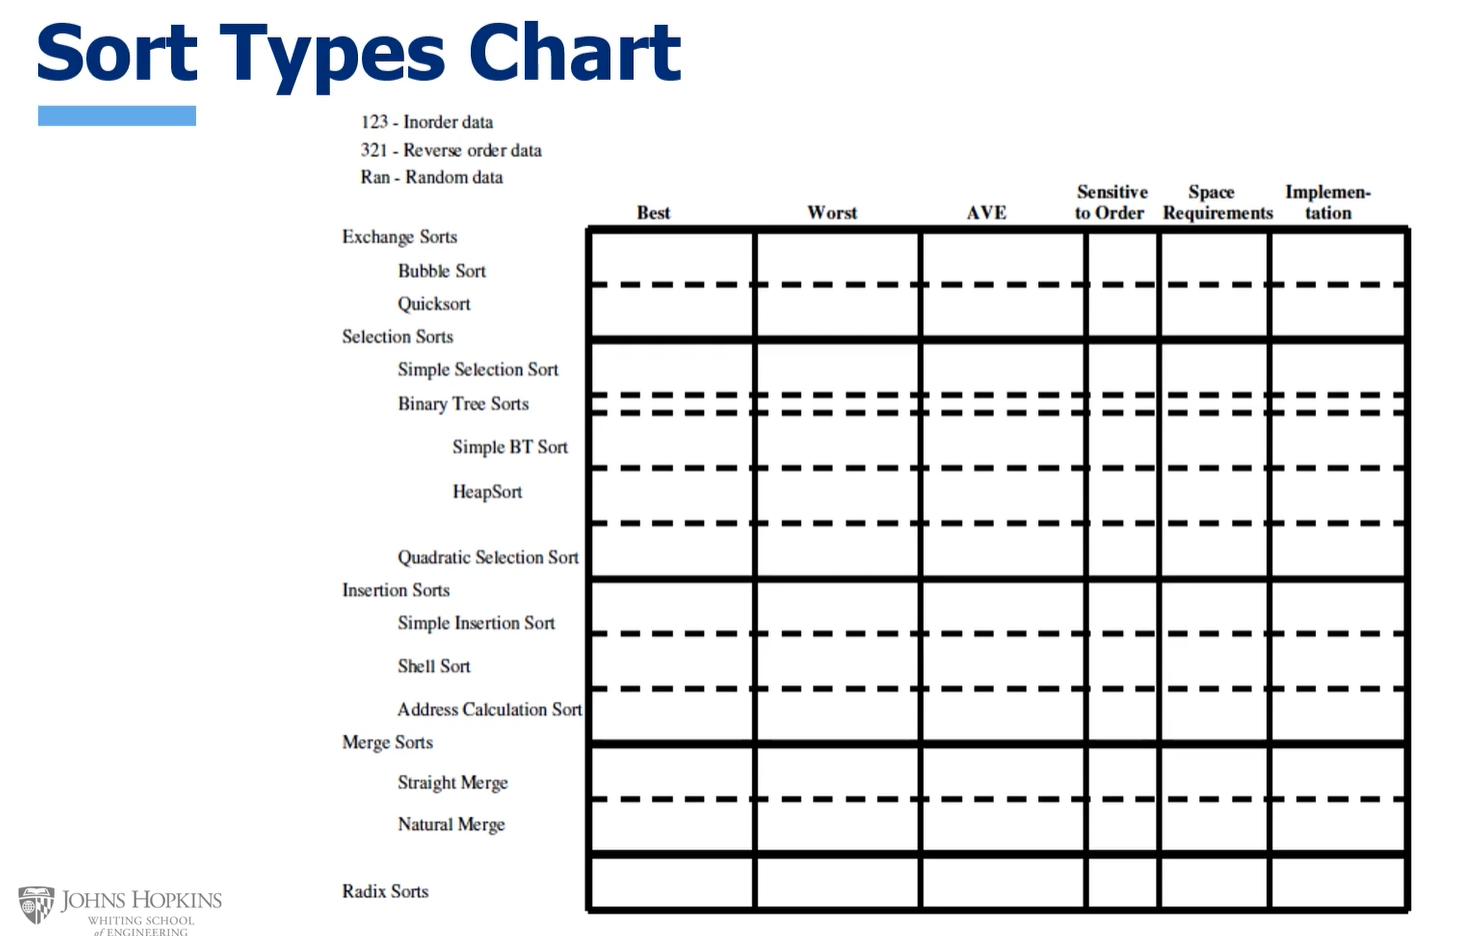 Sort Types Chart
123 - Inorder data
321 - Reverse order data
Ran - Random data
Best Worst AVE Sensitive to Order Space Requirements Implemen-tation
Exchange Sorts
Bubble Sort
Quicksort
Selection Sorts
Simple Selection Sort
Binary Tree Sorts
Simple BT Sort
HeapSort
Quadratic Selection Sort
Insertion Sorts
Simple Insertion Sort
Shell Sort
Address Calculation Sort
Merge Sorts
Straight Merge
Natural Merge
Radix Sorts
JOHNS HOPKINS
WHITING SCHOOL
of ENGINEERING